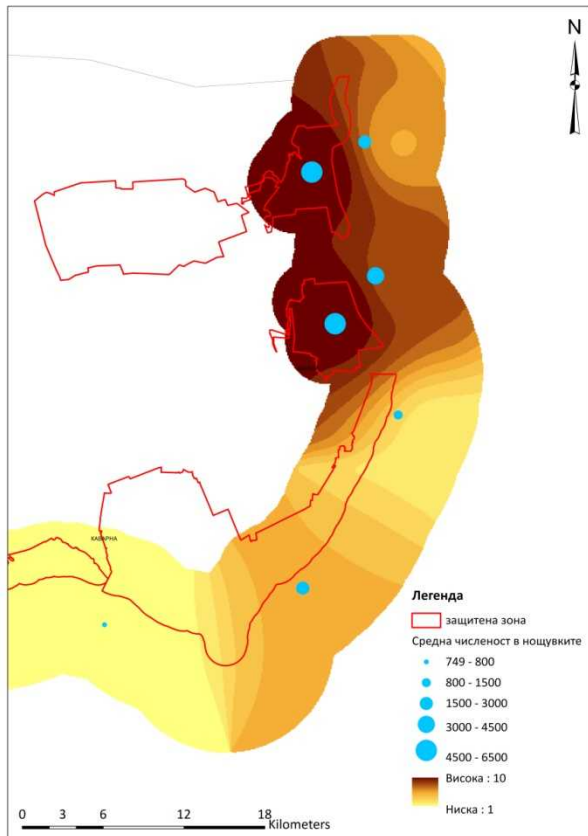 N
КАВАРНА
Легенда
защитена зона
Средна численост в нощувките
749 - 800
800 - 1500
1500 - 3000
3000 - 4500
4500 - 6500
Висока : 10
Ниска : 1
0 3 6 12 18
Kilometers